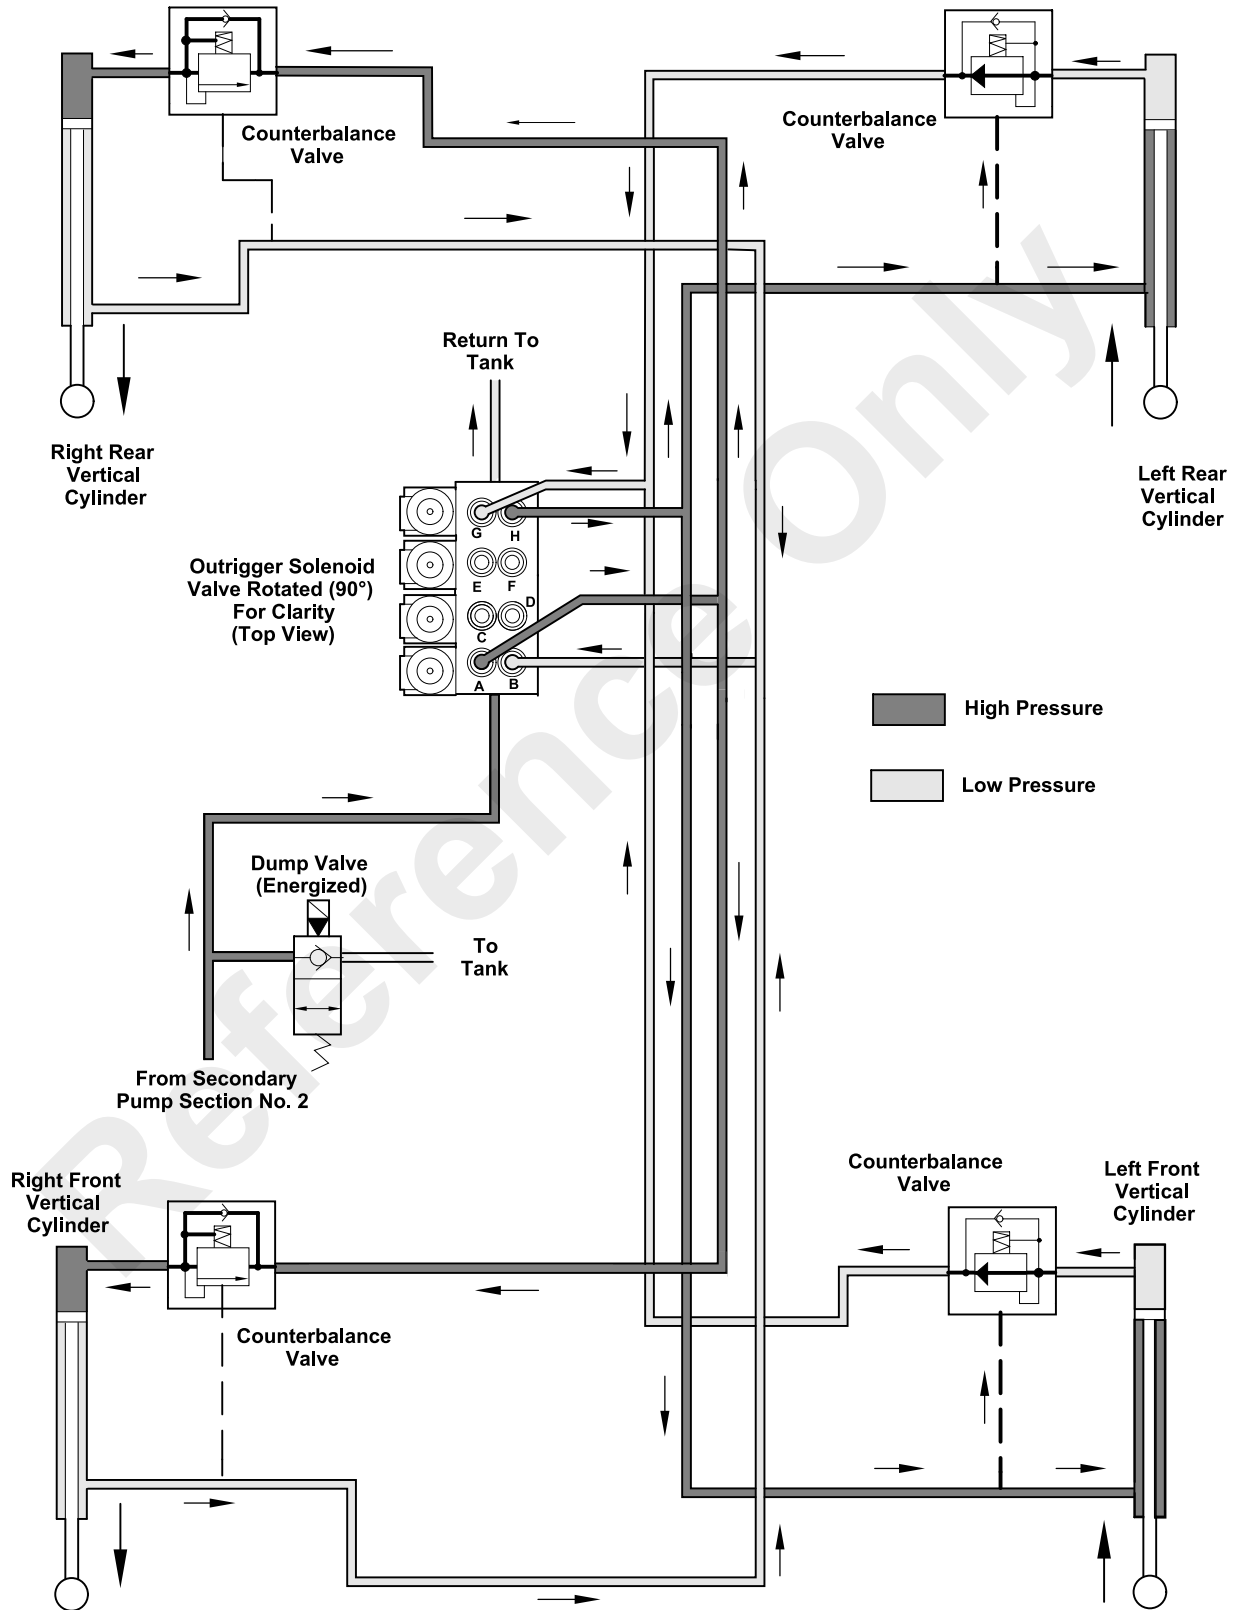 Counterbalance
Valve
Counterbalance
Valve
Return To
Tank
Right Rear
Vertical
Cylinder
Left Rear
Vertical
Cylinder
G
H
Outrigger Solenoid
Valve Rotated (90°)
For Clarity
(Top View)
E
F
D
C
A
B
High Pressure
Low Pressure
Dump Valve
(Energized)
To
Tank
From Secondary
Pump Section No. 2
Right Front
Vertical
Cylinder
Counterbalance
Valve
Left Front
Vertical
Cylinder
Counterbalance
Valve
Reference Only